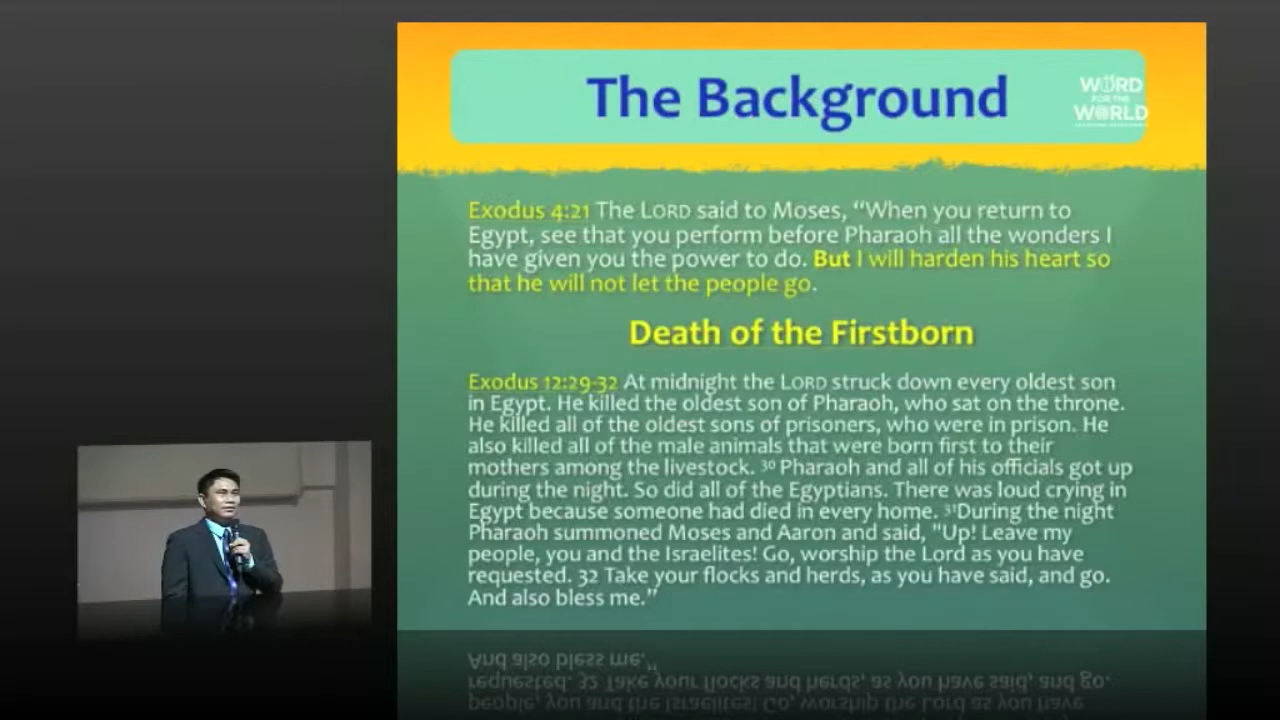 The Background
WORD
FOR THE
WORLD
Exodus 4:21 The LORD said to Moses, “When you return to
Egypt, see that you perform before Pharaoh all the wonders I
have given you the power to do. But I will harden his heart so
that he will not let the people go.
Death of the Firstborn
Exodus 12:29-32 At midnight the LORD struck down every oldest son
in Egypt. He killed the oldest son of Pharaoh, who sat on the throne.
He killed all of the oldest sons of prisoners, who were in prison. He
also killed all of the male animals that were born first to their
mothers among the livestock. ³⁰ Pharaoh and all of his officials got up
during the night. So did all of the Egyptians. There was loud crying in
Egypt because someone had died in every home. ³¹During the night
Pharaoh summoned Moses and Aaron and said, "Up! Leave my
people, you and the Israelites! Go, worship the Lord as you have
requested. 32 Take your flocks and herds, as you have said, and go.
And also bless me.”